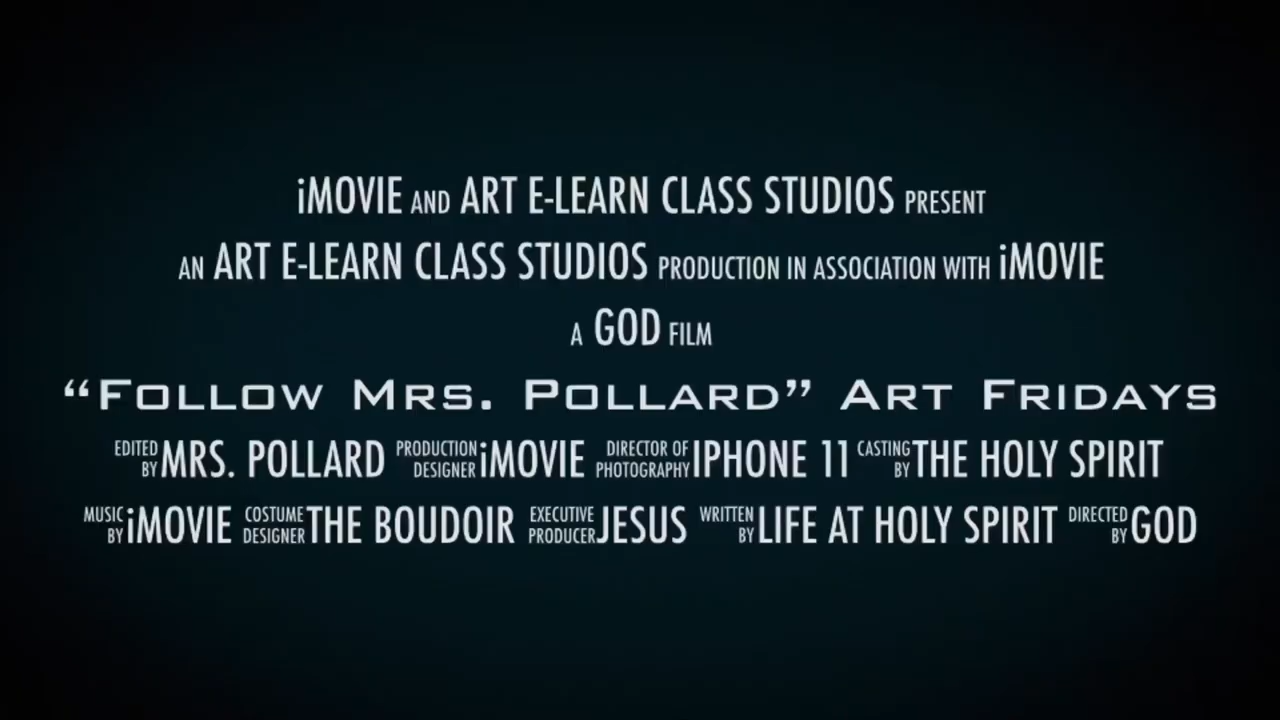 iMOVIE AND ART E-LEARN CLASS STUDIOS PRESENT
AN ART E-LEARN CLASS STUDIOS PRODUCTION IN ASSOCIATION WITH iMOVIE
A GOD FILM
“FOLLOW MRS. POLLARD” ART FRIDAYS
EDITED BY MRS. POLLARD PRODUCTION DESIGNER iMOVIE DIRECTOR OF PHOTOGRAPHY IPHONE 11 CASTING BY THE HOLY SPIRIT
MUSIC BY iMOVIE COSTUME DESIGNER THE BOUDOIR EXECUTIVE PRODUCER JESUS WRITTEN BY LIFE AT HOLY SPIRIT DIRECTED BY GOD